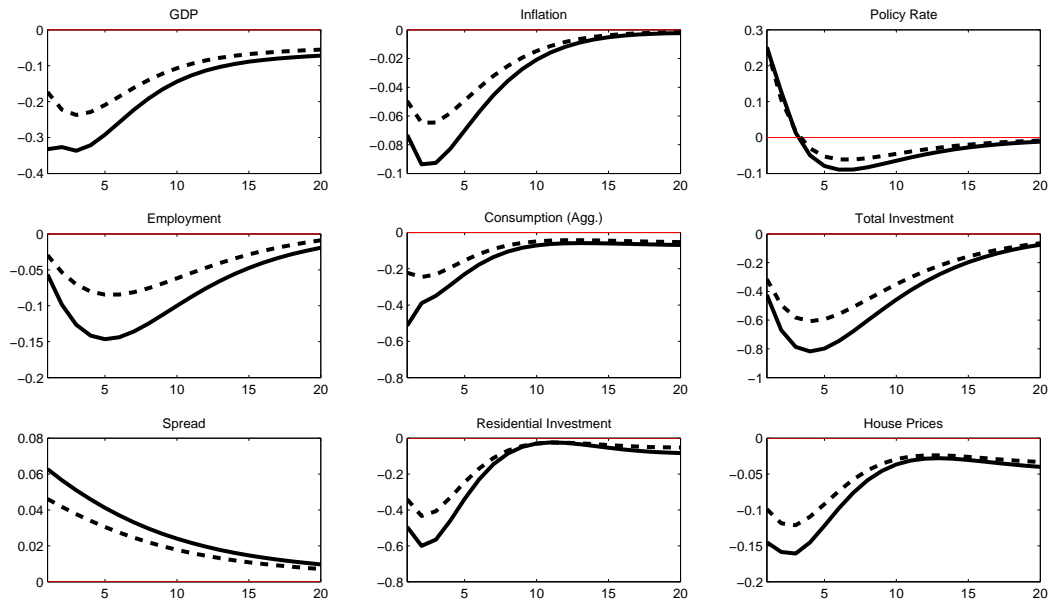 GDP
0
−0.1
−0.2
−0.3
−0.4
5 10 15 20
Inflation
0
−0.02
−0.04
−0.06
−0.08
−0.1
5 10 15 20
Policy Rate
0.3
0.2
0.1
0
−0.1
5 10 15 20
Employment
0
−0.05
−0.1
−0.15
−0.2
5 10 15 20
Consumption (Agg.)
0
−0.2
−0.4
−0.6
−0.8
5 10 15 20
Total Investment
0
−0.2
−0.4
−0.6
−0.8
−1
5 10 15 20
Spread
0.08
0.06
0.04
0.02
0
5 10 15 20
Residential Investment
0
−0.2
−0.4
−0.6
−0.8
5 10 15 20
House Prices
0
−0.05
−0.1
−0.15
−0.2
5 10 15 20